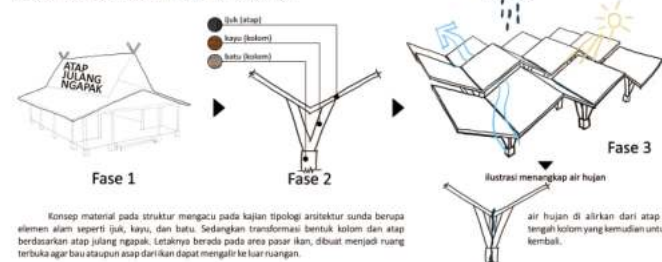 ijuk (atap)
kayu (kolom)
batu (kolom)
ATAP
JULANG
NGAPAK
Fase 1
Fase 2
Fase 3
ilustrasi menangkap air hujan
Konsep material pada struktur mengacu pada kajian tipologi arsitektur sunda berupa
elemen alam seperti ijuk, kayu, dan batu. Sedangkan transformasi bentuk kolom dan atap
berdasarkan atap julang ngapak. Letaknya berada pada area pasar ikan, dibuat menjadi ruang
terbuka agar bau ataupun asap dari ikan dapat mengalir ke luar ruangan.
air hujan di alirkan dari atap
tengah kolom yang kemudian untu
kembali.